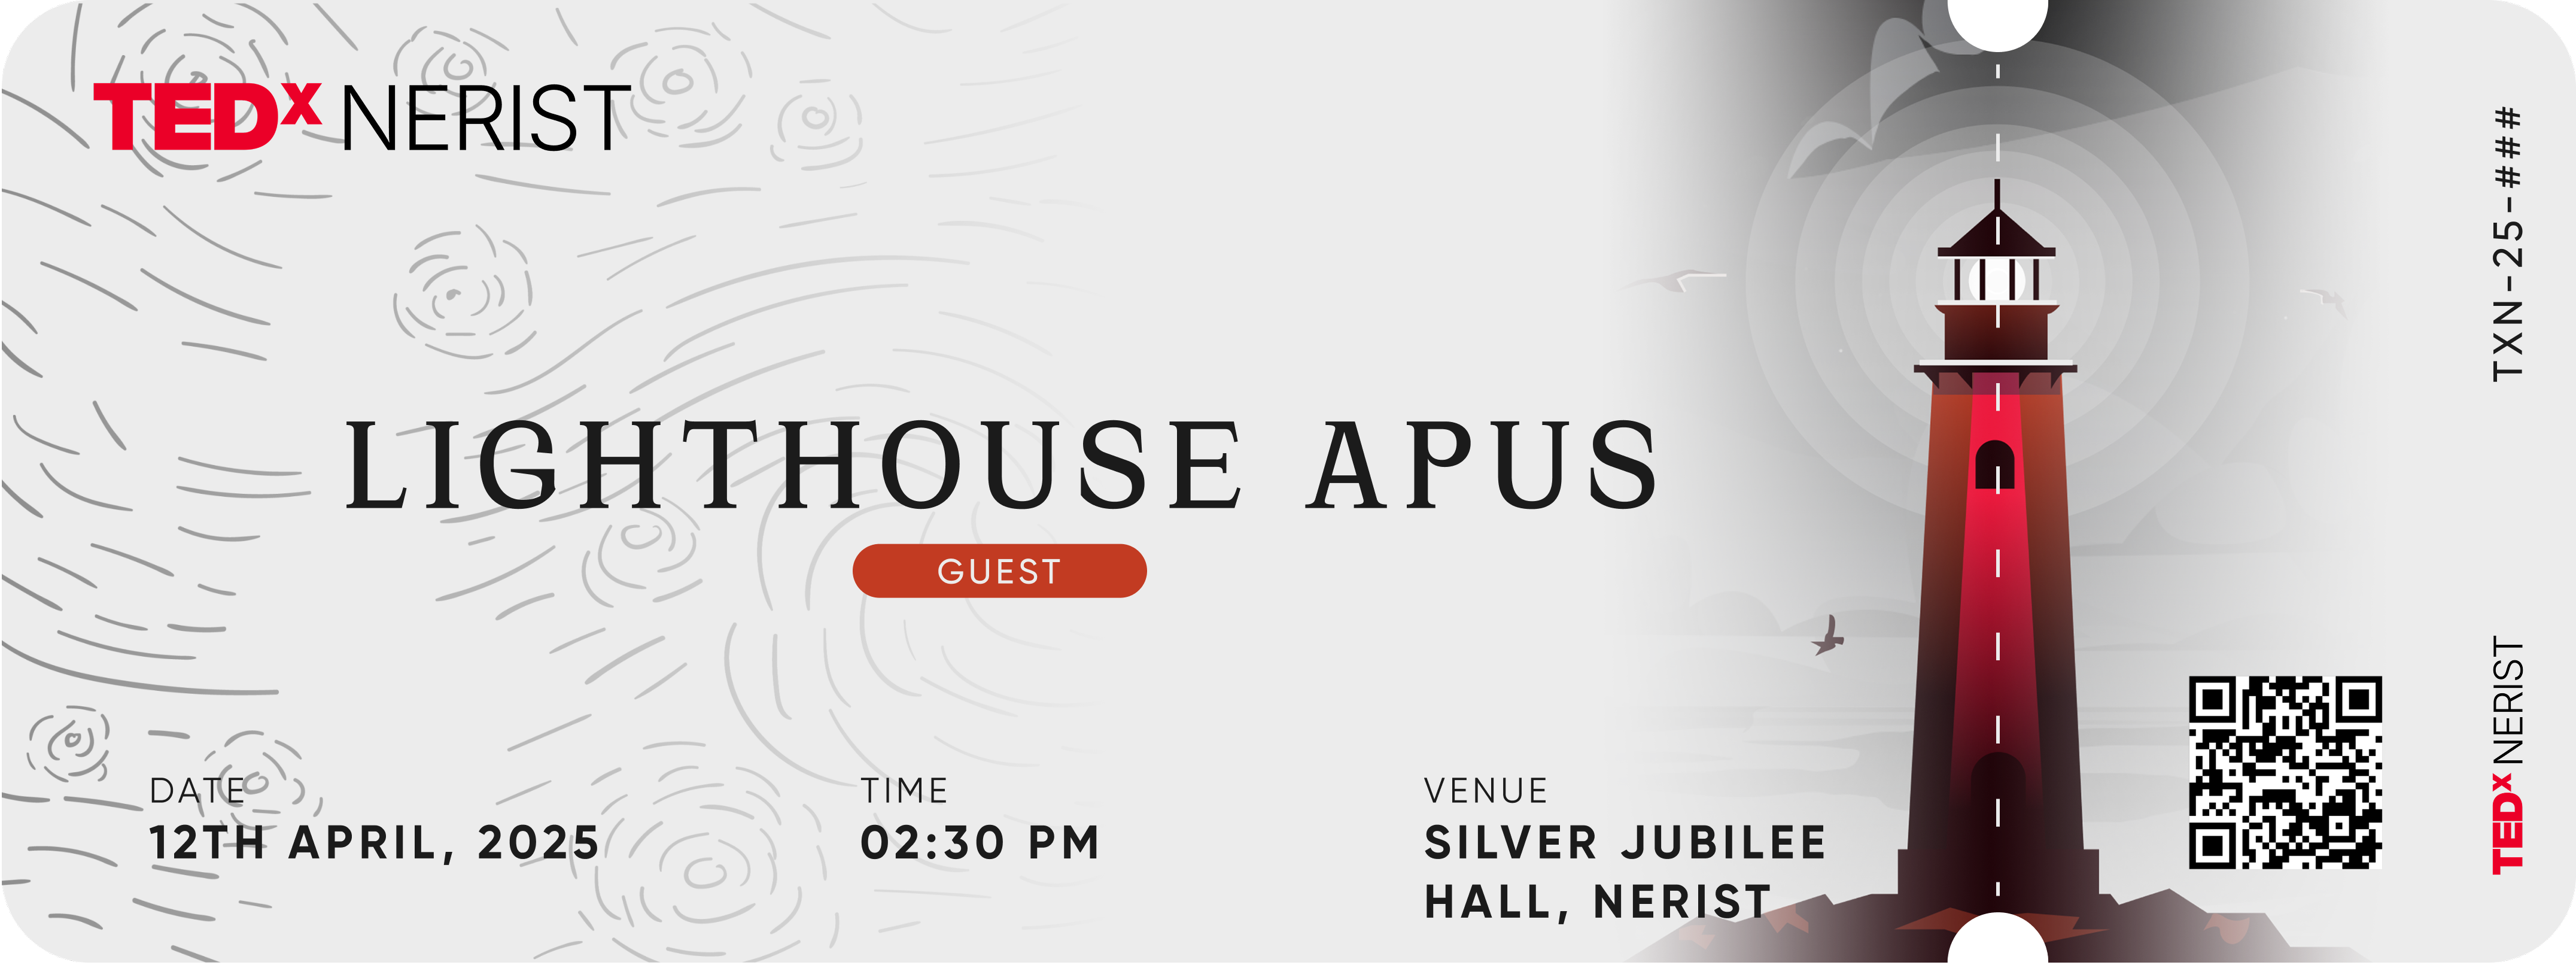 TEDx NERIST
LIGHTHOUSE APUS
GUEST
DATE
12TH APRIL, 2025
TIME
02:30 PM
VENUE
SILVER JUBILEE
HALL, NERIST
TXN-25-###
TEDx NERIST